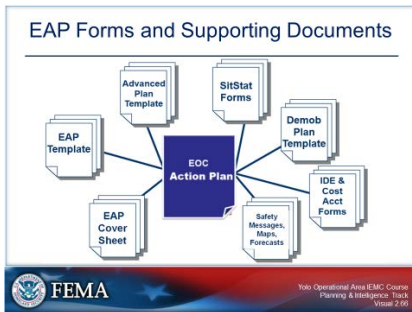 EAP Forms and Supporting Documents
Advanced
Plan
Template
SitStat
Forms
EAP
Template
Demob
Plan
Template
EOC
Action Plan
IDE &
Cost
Acct
Forms
EAP
Cover
Sheet
Safety
Messages,
Maps,
Forecasts
FEMA
Yolo Operational Area IEMC Course
Planning & Intelligence Track
Visual 2.66